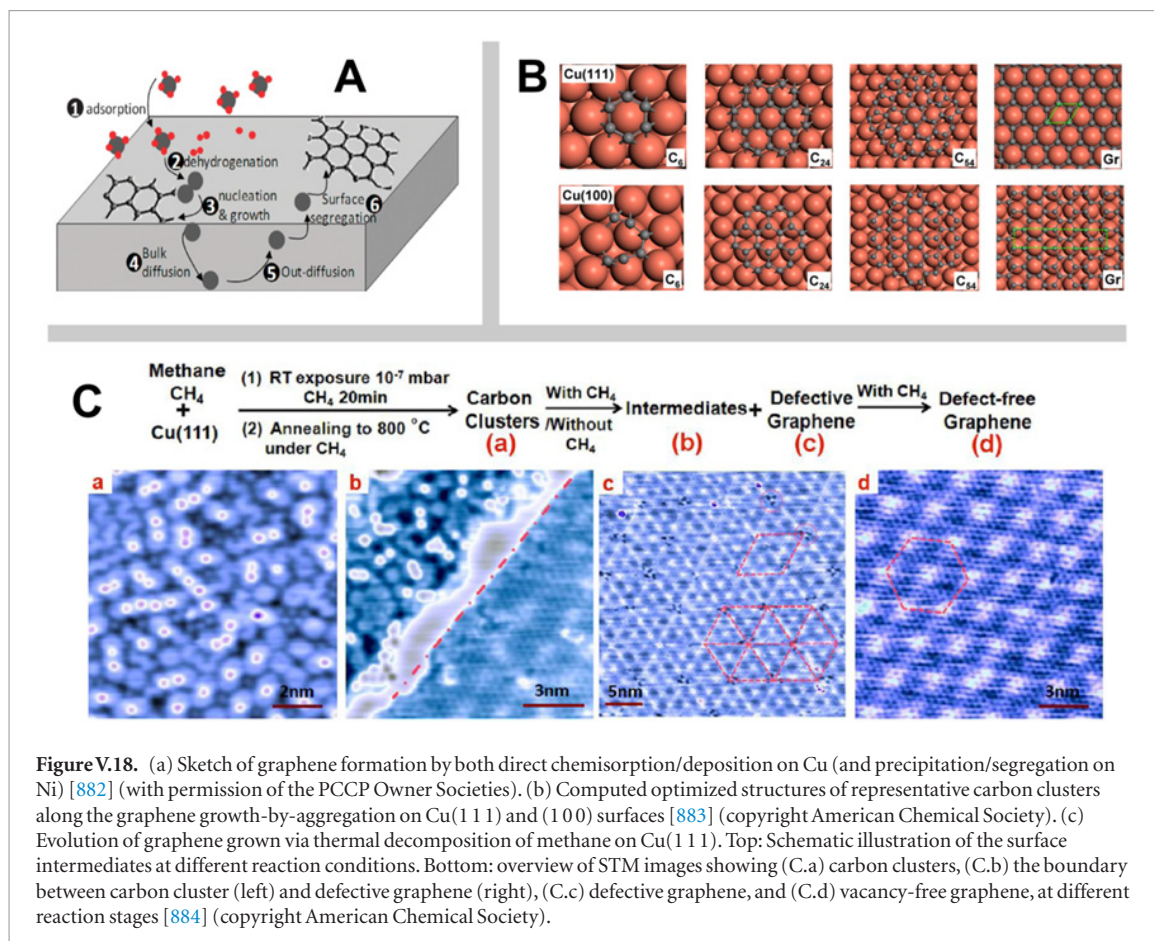 A
1 adsorption
2 dehydrogenation
3 nucleation
& growth
4 Bulk
diffusion
5 Out-diffusion
Surface 6
segregation
B
Cu(111)
C6
C24
C54
Gr
Cu(100)
C6
C24
C54
Gr
C
Methane
CH4
+
Cu(111)
(1) RT exposure 10-7 mbar
CH4 20min
(2) Annealing to 800 °C
under CH4
Carbon
Clusters
(a)
With CH4
/Without
CH4
Intermediates +
(b)
Defective
Graphene
(c)
With CH4
Defect-free
Graphene
(d)
a
2nm
b
3nm
c
5nm
d
3nm
Figure V.18. (a) Sketch of graphene formation by both direct chemisorption/deposition on Cu (and precipitation/segregation on
Ni) [882] (with permission of the PCCP Owner Societies). (b) Computed optimized structures of representative carbon clusters
along the graphene growth-by-aggregation on Cu(1 1 1) and (1 0 0) surfaces [883] (copyright American Chemical Society). (c)
Evolution of graphene grown via thermal decomposition of methane on Cu(1 1 1). Top: Schematic illustration of the surface
intermediates at different reaction conditions. Bottom: overview of STM images showing (C.a) carbon clusters, (C.b) the boundary
between carbon cluster (left) and defective graphene (right), (C.c) defective graphene, and (C.d) vacancy-free graphene, at different
reaction stages [884] (copyright American Chemical Society).